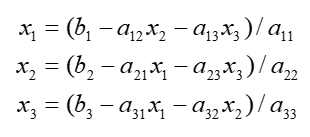 x₁ = (b₁ − a₁₂x₂ − a₁₃x₃)/a₁₁
x₂ = (b₂ − a₂₁x₁ − a₂₃x₃)/a₂₂
x₃ = (b₃ − a₃₁x₁ − a₃₂x₂)/a₃₃